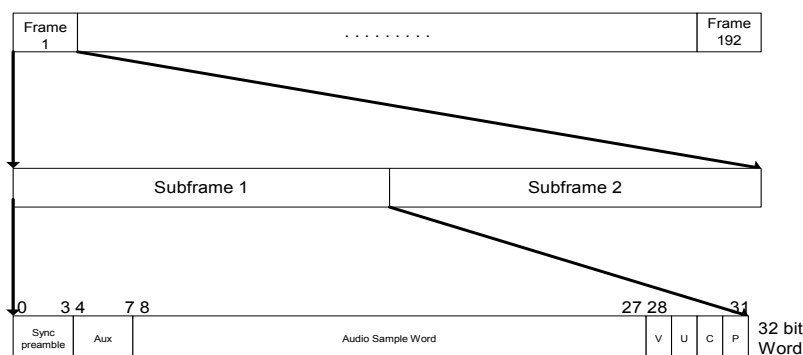 Frame 1
. . . . . . . . .
Frame 192
Subframe 1
Subframe 2
0 3 4 7 8 27 28 31
Sync preamble
Aux
Audio Sample Word
V
U
C
P
32 bit Word